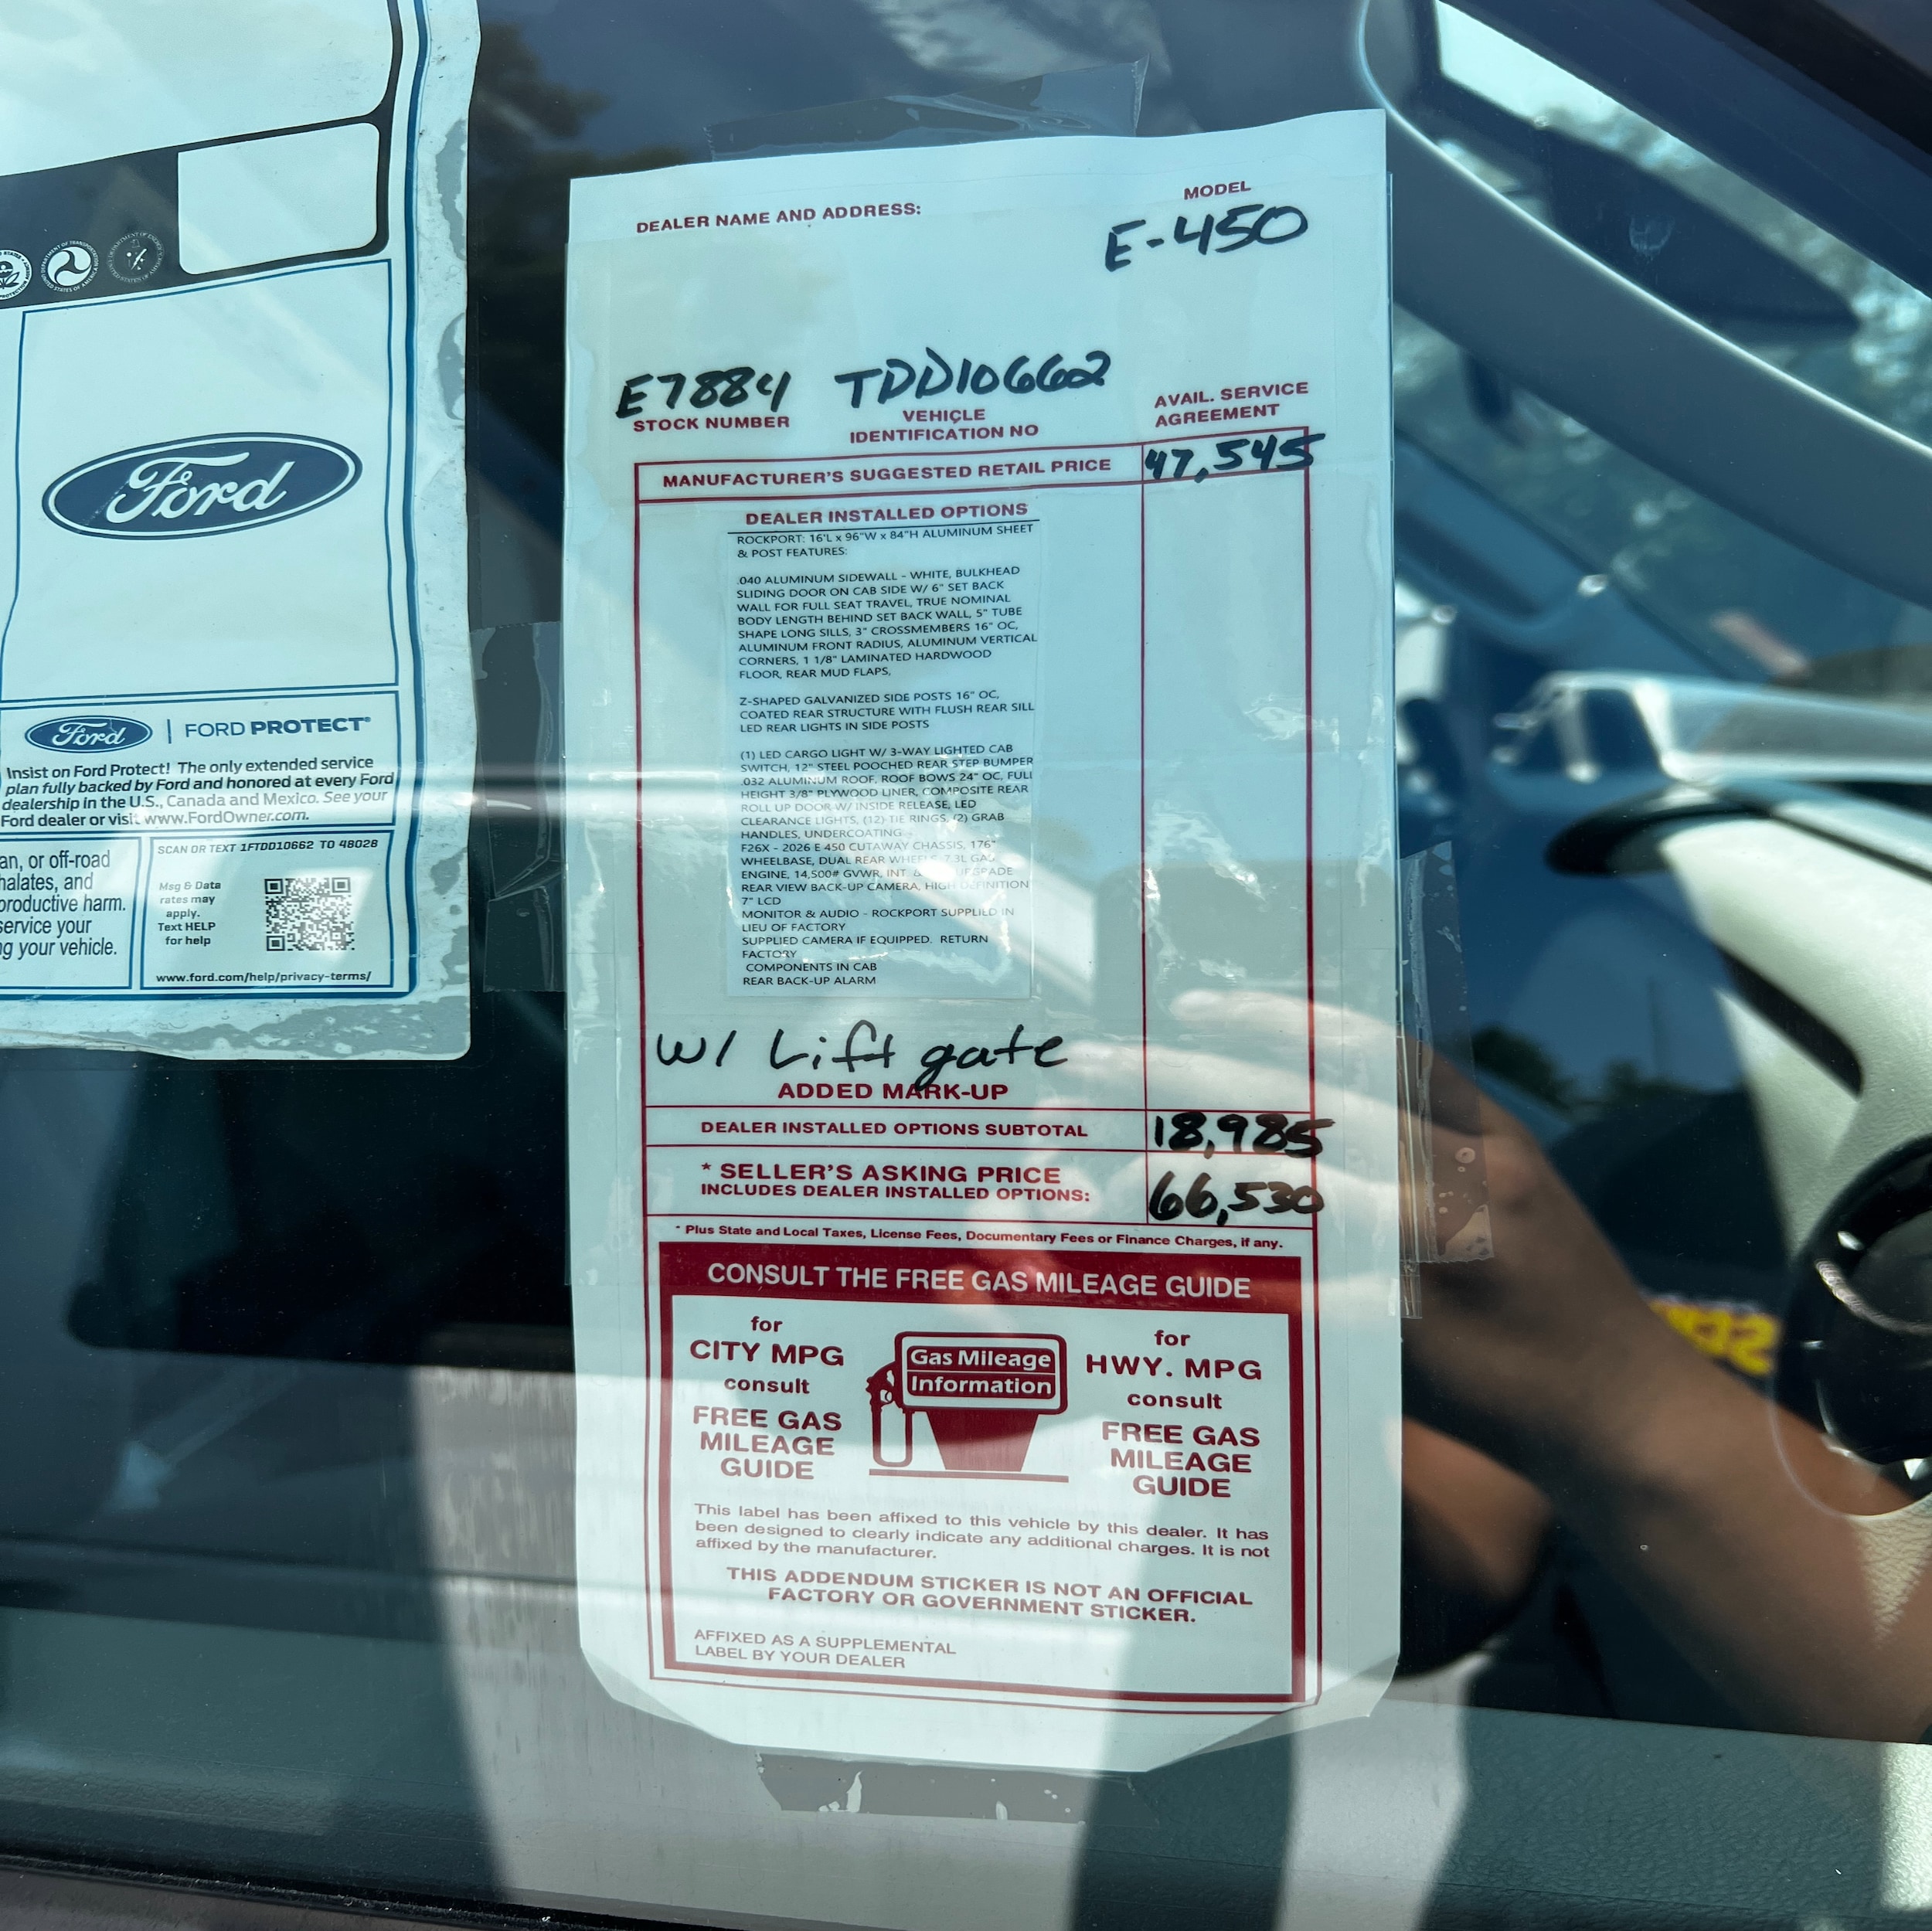 Ford
Ford | FORD PROTECT®
Insist on Ford Protect! The only extended service
plan fully backed by Ford and honored at every Ford
dealership in the U.S., Canada and Mexico. See your
Ford dealer or visit www.FordOwner.com.
an, or off-road
halates, and
productive harm.
service your
ng your vehicle.
SCAN OR TEXT 1FTDD10662 TO 48028
Msg & Data
rates may
apply.
Text HELP
for help
www.ford.com/help/privacy-terms/
DEALER NAME AND ADDRESS:
MODEL
E-450
E7884 TDD10662
STOCK NUMBER
VEHICLE
IDENTIFICATION NO
AVAIL. SERVICE
AGREEMENT
MANUFACTURER'S SUGGESTED RETAIL PRICE 47,545
DEALER INSTALLED OPTIONS
ROCKPORT: 16'L x 96"W x 84"H ALUMINUM SHEET
& POST FEATURES:
.040 ALUMINUM SIDEWALL - WHITE, BULKHEAD
SLIDING DOOR ON CAB SIDE W/ 6" SET BACK
WALL FOR FULL SEAT TRAVEL, TRUE NOMINAL
BODY LENGTH BEHIND SET BACK WALL, 5" TUBE
SHAPE LONG SILLS, 3" CROSSMEMBERS 16" OC,
ALUMINUM FRONT RADIUS, ALUMINUM VERTICAL
CORNERS, 1 1/8" LAMINATED HARDWOOD
FLOOR, REAR MUD FLAPS,
Z-SHAPED GALVANIZED SIDE POSTS 16" OC,
COATED REAR STRUCTURE WITH FLUSH REAR SILL
LED REAR LIGHTS IN SIDE POSTS
(1) LED CARGO LIGHT W/ 3-WAY LIGHTED CAB
SWITCH, 12" STEEL POOCHED REAR STEP BUMPER
.032 ALUMINUM ROOF, ROOF BOWS 24" OC, FULL
HEIGHT 3/8" PLYWOOD LINER, COMPOSITE REAR
ROLL UP DOOR W/ INSIDE RELEASE, LED
CLEARANCE LIGHTS, (12) TIE RINGS, (2) GRAB
HANDLES, UNDERCOATING
F26X - 2026 E 450 CUTAWAY CHASSIS, 176"
WHEELBASE, DUAL REAR WHEELS, 7.3L GAS
ENGINE, 14,500# GVWR, INT & UPGRADE
REAR VIEW BACK-UP CAMERA, HIGH DEFINITION
7" LCD
MONITOR & AUDIO - ROCKPORT SUPPLIED IN
LIEU OF FACTORY
SUPPLIED CAMERA IF EQUIPPED. RETURN
FACTORY
COMPONENTS IN CAB
REAR BACK-UP ALARM
W/ Lift gate
ADDED MARK-UP
DEALER INSTALLED OPTIONS SUBTOTAL 18,985
* SELLER'S ASKING PRICE
INCLUDES DEALER INSTALLED OPTIONS: 66,530
* Plus State and Local Taxes, License Fees, Documentary Fees or Finance Charges, if any.
CONSULT THE FREE GAS MILEAGE GUIDE
for
CITY MPG
consult
FREE GAS
MILEAGE
GUIDE
Gas Mileage
Information
for
HWY. MPG
consult
FREE GAS
MILEAGE
GUIDE
This label has been affixed to this vehicle by this dealer. It has
been designed to clearly indicate any additional charges. It is not
affixed by the manufacturer.
THIS ADDENDUM STICKER IS NOT AN OFFICIAL
FACTORY OR GOVERNMENT STICKER.
AFFIXED AS A SUPPLEMENTAL
LABEL BY YOUR DEALER